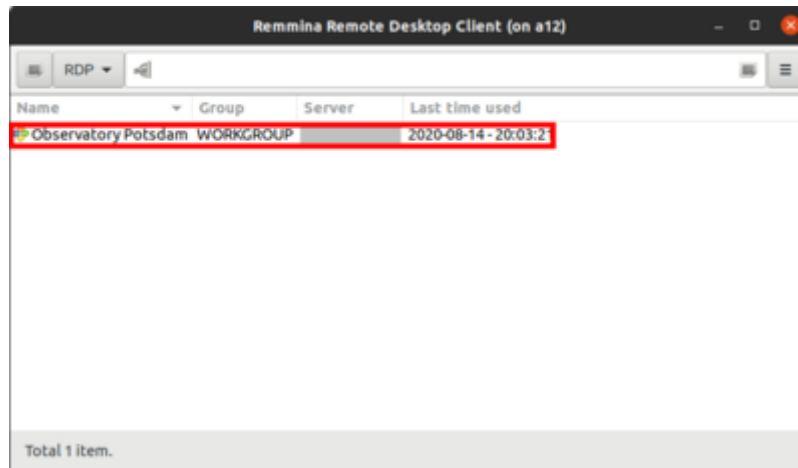 Remmina Remote Desktop Client (on a12)
RDP
Name Group Server Last time used
Observatory Potsdam WORKGROUP 2020-08-14 - 20:03:21
Total 1 item.